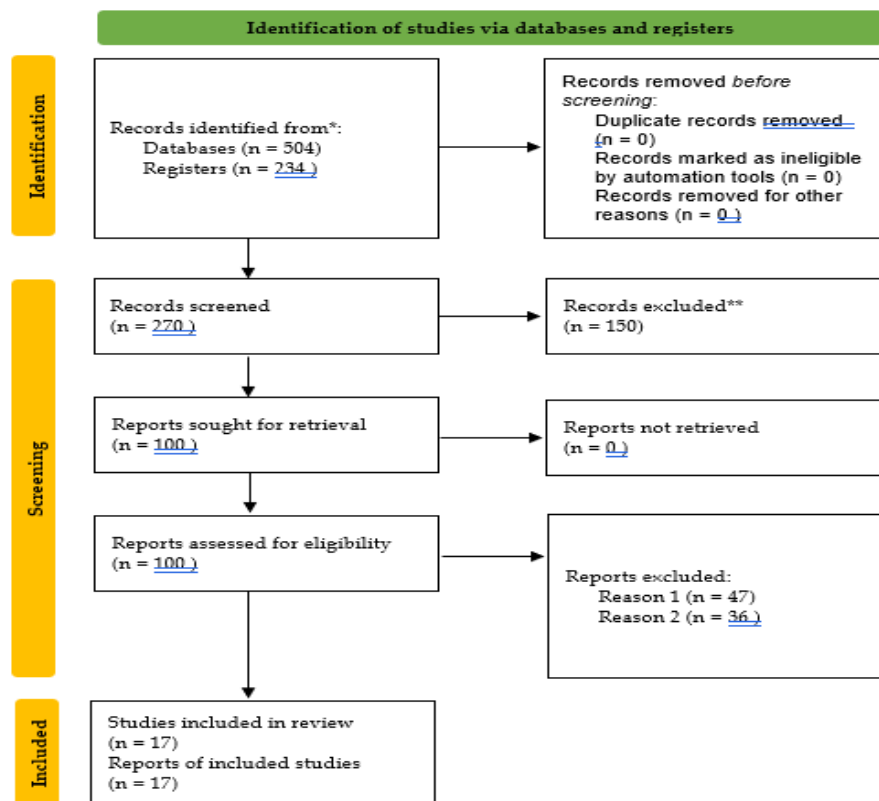 Identification of studies via databases and registers
Identification
Records identified from*:
Databases (n = 504)
Registers (n = 234 )
Records removed before
screening:
Duplicate records removed
(n = 0)
Records marked as ineligible
by automation tools (n = 0)
Records removed for other
reasons (n = 0 )
Screening
Records screened
(n = 270 )
Records excluded**
(n = 150)
Reports sought for retrieval
(n = 100 )
Reports not retrieved
(n = 0 )
Reports assessed for eligibility
(n = 100 )
Reports excluded:
Reason 1 (n = 47)
Reason 2 (n = 36 )
Included
Studies included in review
(n = 17)
Reports of included studies
(n = 17)